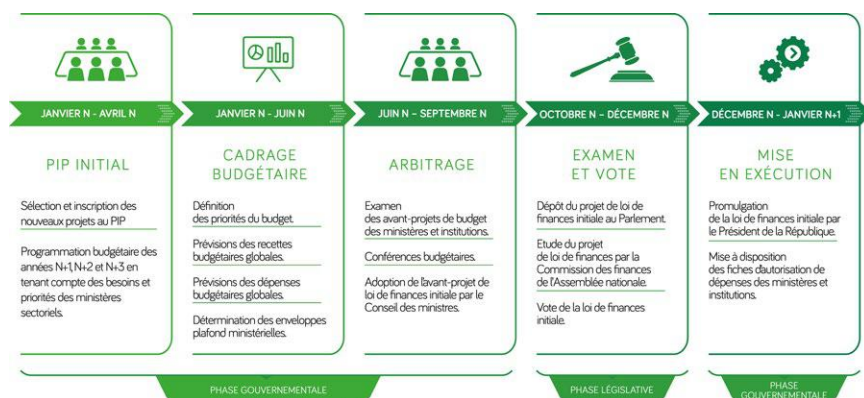 JANVIER N - AVRIL N
PIP INITIAL
Sélection et inscription des
nouveaux projets au PIP
Programmation budgétaire des
années N+1, N+2 et N+3 en
tenant compte des besoins et
priorités des ministères
sectoriels.
JANVIER N - JUIN N
CADRAGE
BUDGÉTAIRE
Définition
des priorités du budget.
Prévisions des recettes
budgétaires globales.
Prévisions des dépenses
budgétaires globales.
Détermination des enveloppes
plafond ministérielles.
JUIN N – SEPTEMBRE N
ARBITRAGE
Examen
des avant-projets de budget
des ministères et institutions.
Conférences budgétaires.
Adoption de l'avant-projet de
loi de finances initiale par le
Conseil des ministres.
OCTOBRE N – DÉCEMBRE N
EXAMEN
ET VOTE
Dépôt du projet de loi de
finances initiale au Parlement.
Etude du projet
de loi de finances par la
Commission des finances
de l'Assemblée nationale.
Vote de la loi de finances
initiale.
DÉCEMBRE N - JANVIER N+1
MISE
EN EXÉCUTION
Promulgation
de la loi de finances initiale par
le Président de la République.
Mise à disposition
des fiches d'autorisation de
dépenses des ministères et
institutions.
PHASE GOUVERNEMENTALE
PHASE LÉGISLATIVE
PHASE
GOUVERNEMENTALE